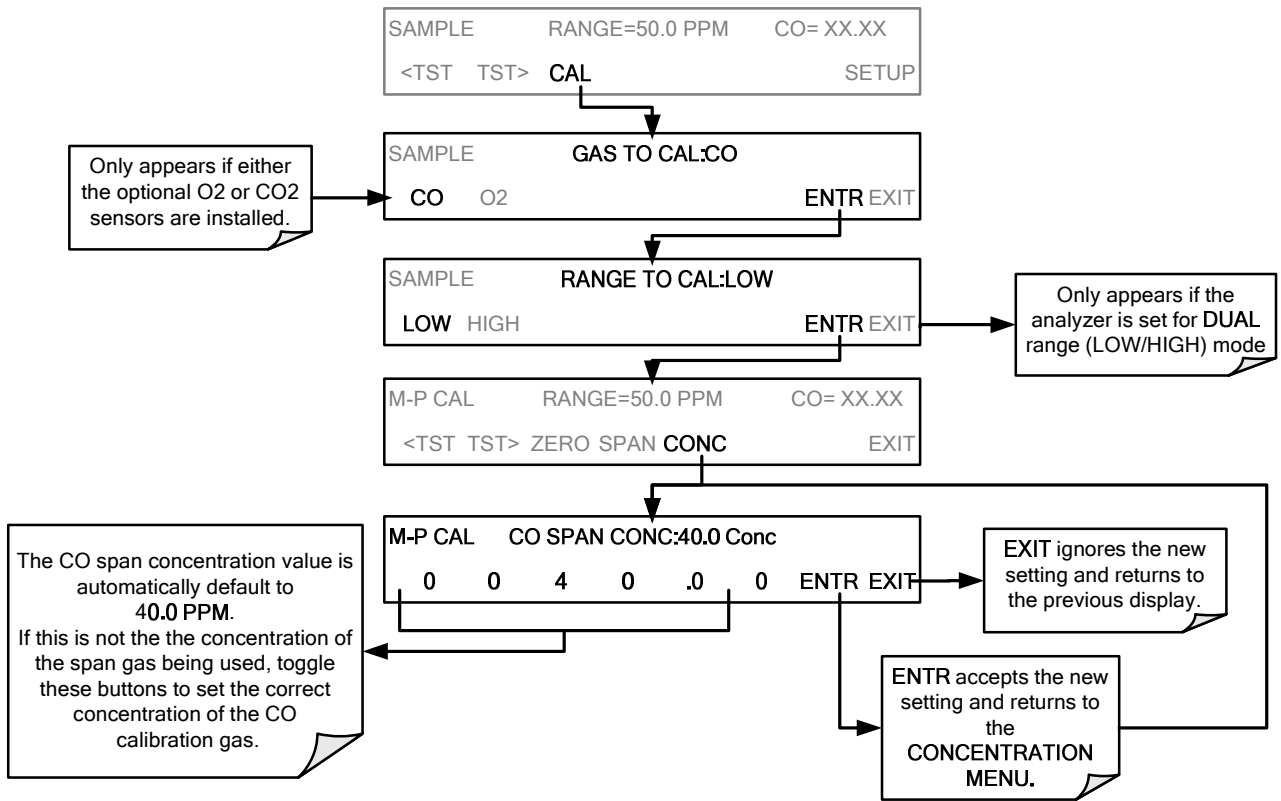 SAMPLE RANGE=50.0 PPM CO= XX.XX
<TST TST> CAL SETUP
Only appears if either
the optional O2 or CO2
sensors are installed.
SAMPLE GAS TO CAL:CO
CO O2 ENTR EXIT
SAMPLE RANGE TO CAL:LOW
LOW HIGH ENTR EXIT
Only appears if the
analyzer is set for DUAL
range (LOW/HIGH) mode
M-P CAL RANGE=50.0 PPM CO= XX.XX
<TST TST> ZERO SPAN CONC EXIT
M-P CAL CO SPAN CONC:40.0 Conc
0 0 4 0 .0 0 ENTR EXIT
The CO span concentration value is
automatically default to
40.0 PPM.
If this is not the the concentration of
the span gas being used, toggle
these buttons to set the correct
concentration of the CO
calibration gas.
EXIT ignores the new
setting and returns to
the previous display.
ENTR accepts the new
setting and returns to
the
CONCENTRATION
MENU.